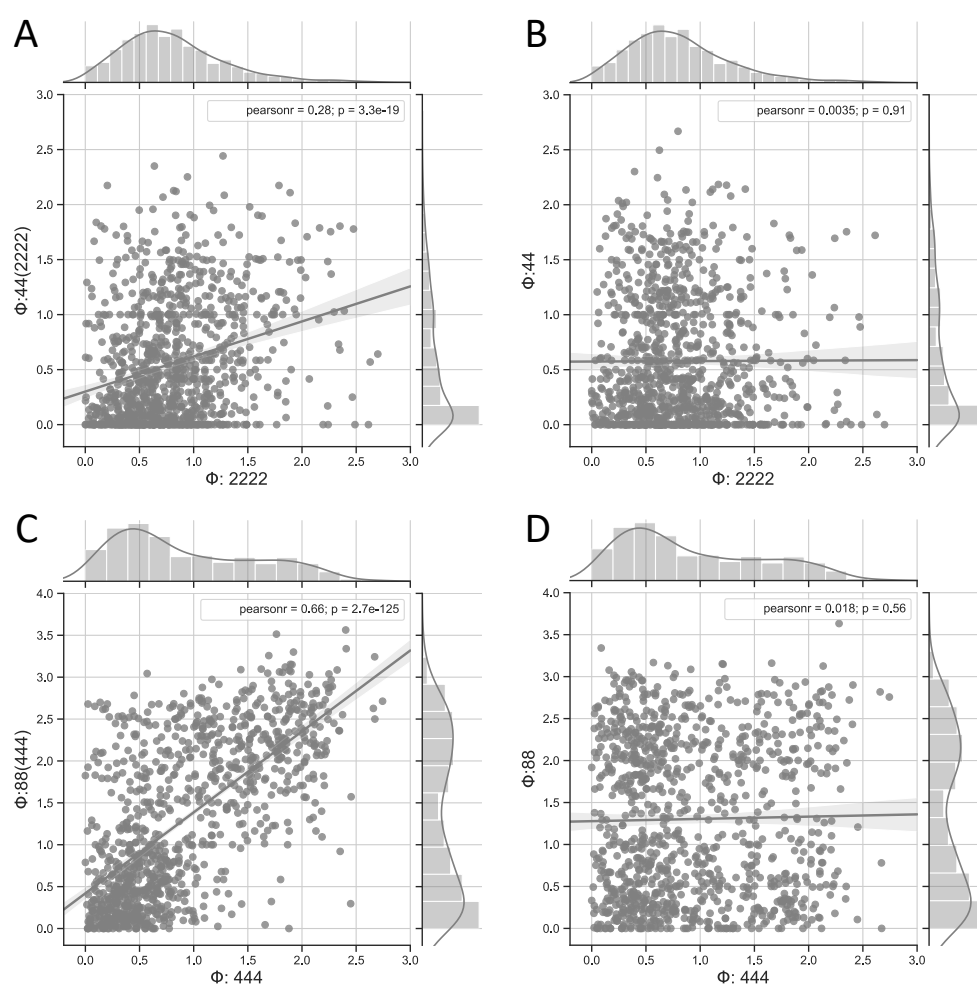 A
B
pearsonr = 0.28; p = 3.3e-19
pearsonr = 0.0035; p = 0.91
3.0
2.5
2.0
1.5
1.0
0.5
0.0
Φ:44(2222)
0.0 0.5 1.0 1.5 2.0 2.5 3.0
Φ: 2222
3.0
2.5
2.0
1.5
1.0
0.5
0.0
Φ:44
0.0 0.5 1.0 1.5 2.0 2.5 3.0
Φ: 2222
C
D
pearsonr = 0.66; p = 2.7e-125
pearsonr = 0.018; p = 0.56
4.0
3.5
3.0
2.5
2.0
1.5
1.0
0.5
0.0
Φ:88(444)
0.0 0.5 1.0 1.5 2.0 2.5 3.0
Φ: 444
4.0
3.5
3.0
2.5
2.0
1.5
1.0
0.5
0.0
Φ:88
0.0 0.5 1.0 1.5 2.0 2.5 3.0
Φ: 444